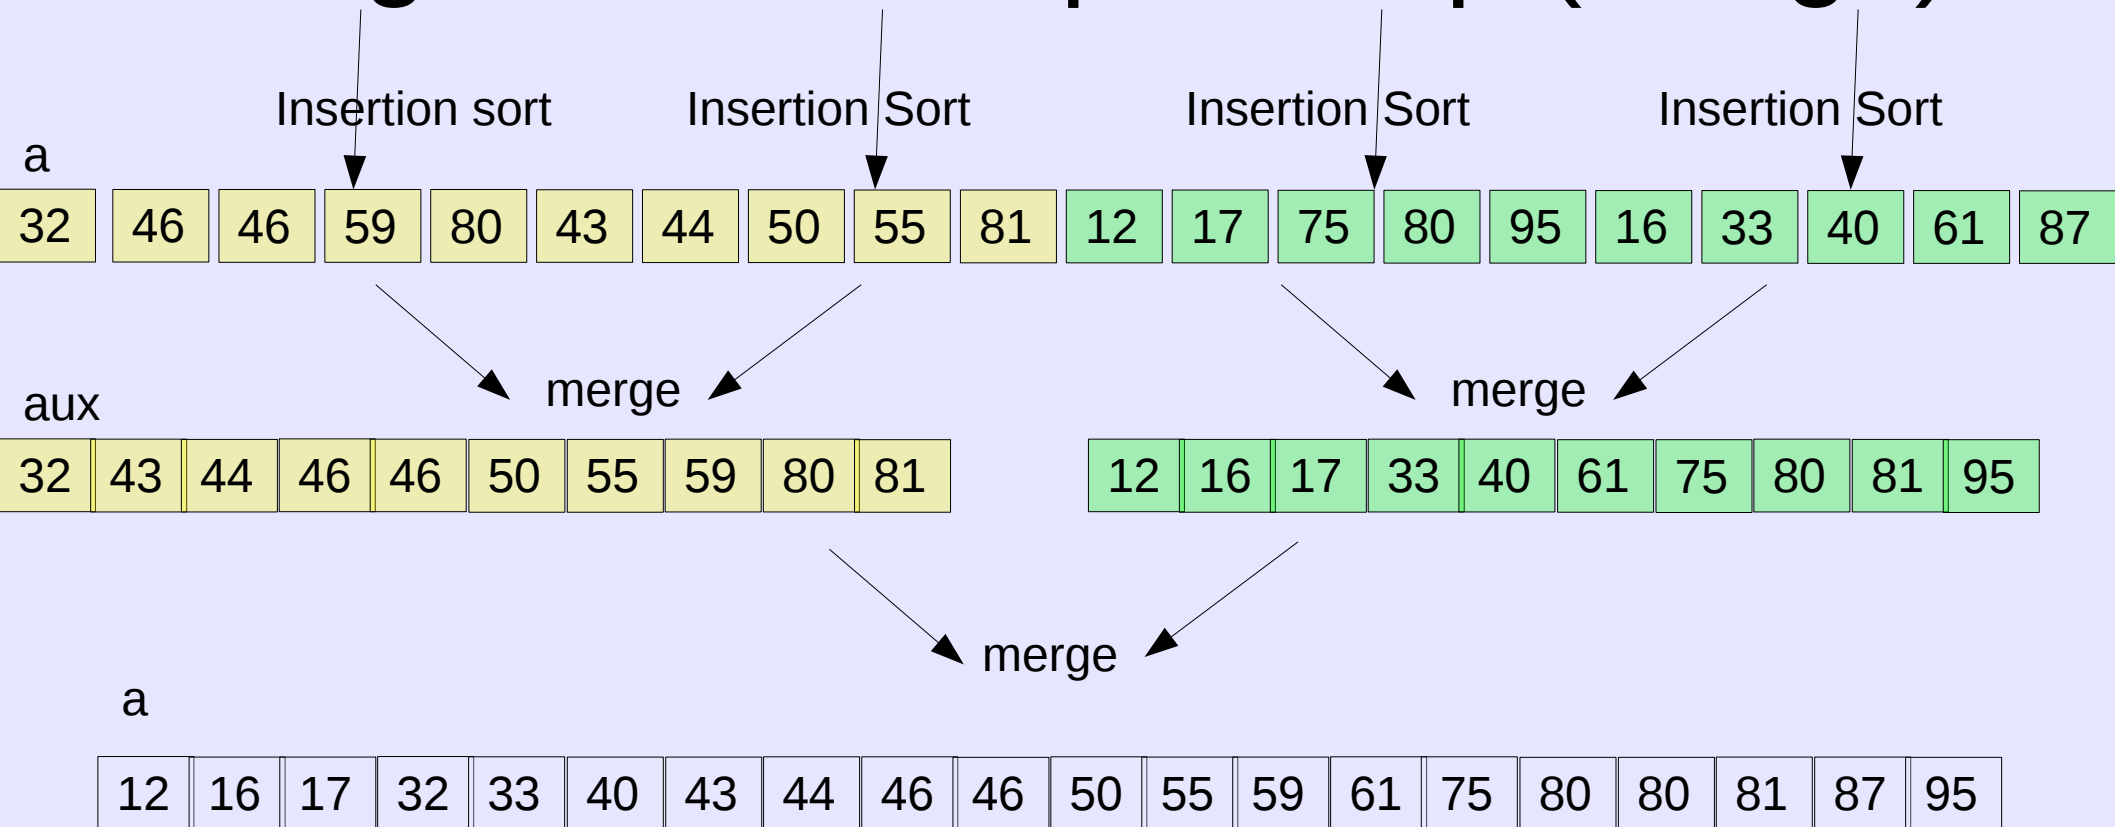 Insertion sort Insertion Sort Insertion Sort Insertion Sort
a
32 46 46 59 80 43 44 50 55 81 12 17 75 80 95 16 33 40 61 87
merge merge
aux
32 43 44 46 46 50 55 59 80 81 12 16 17 33 40 61 75 80 81 95
merge
a
12 16 17 32 33 40 43 44 46 46 50 55 59 61 75 80 80 81 87 95